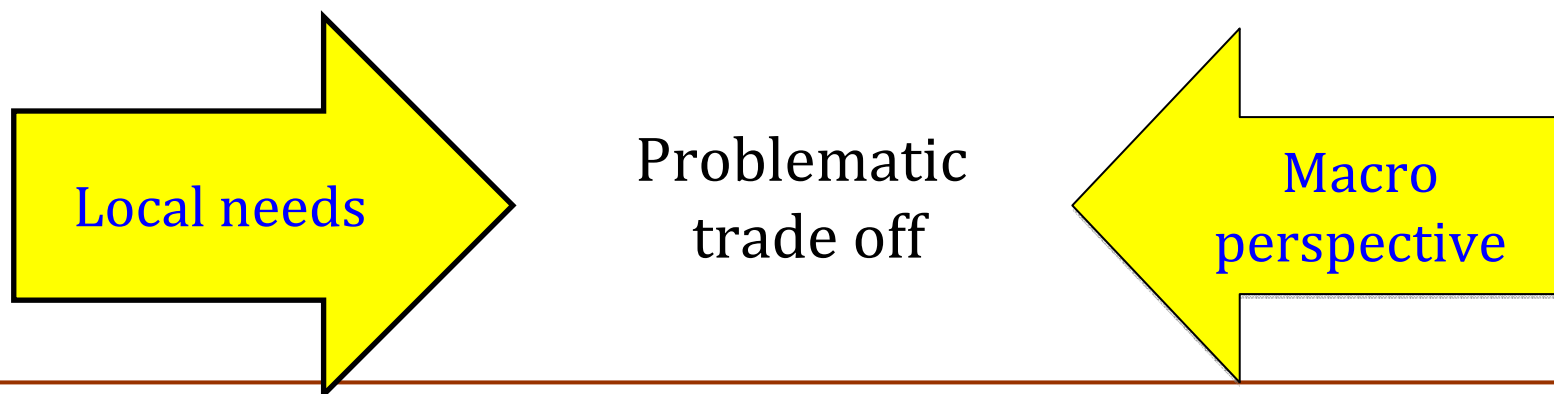 Local needs
Problematic
trade off
Macro
perspective